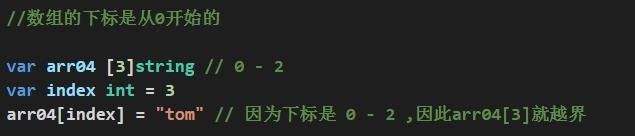 //数组的下标是从0开始的
var arr04 [3]string // 0 - 2
var index int = 3
arr04[index] = "tom" // 因为下标是 0 - 2 ,因此arr04[3]就越界